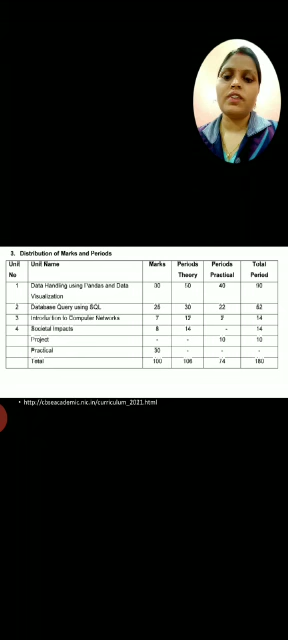 3. Distribution of Marks and Periods
Unit No Unit Name Marks Periods Theory Periods Practical Total Period
1 Data Handling using Pandas and Data Visualization 30 50 40 90
2 Database Query using SQL 25 30 22 52
3 Introduction to Computer Networks 7 12 2 14
4 Societal Impacts 8 14 - 14
Project - - 10 10
Practical 30 - - -
Total 100 106 74 180
• http://cbseacademic.nic.in/curriculum_2021.html